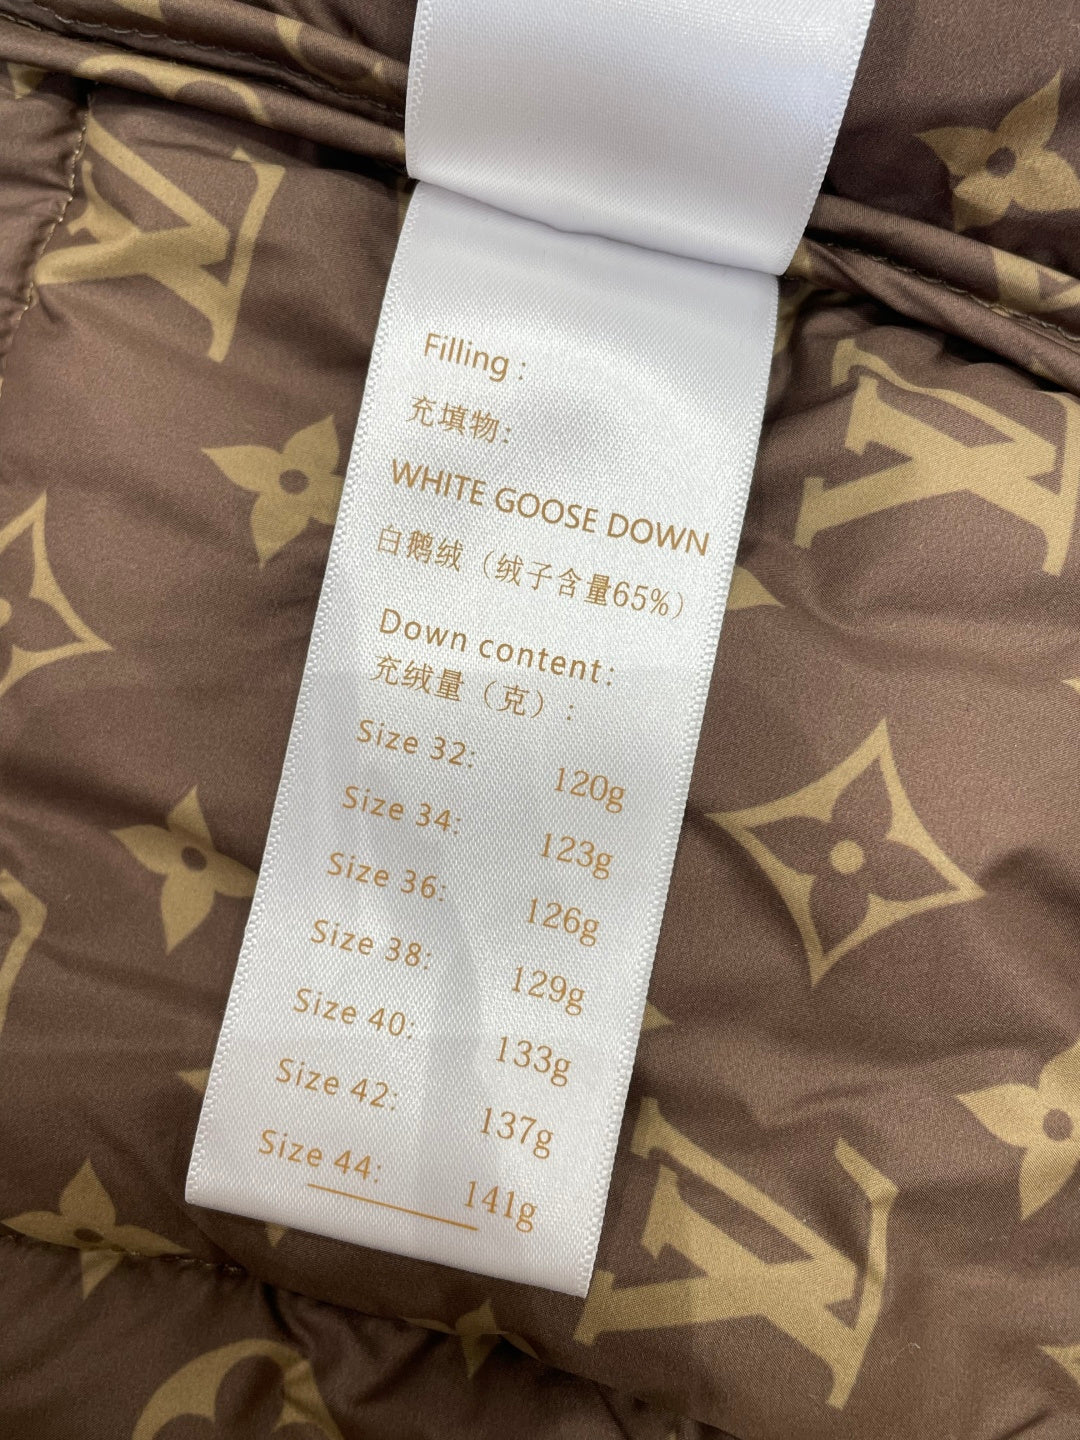 Filling :
充填物:
WHITE GOOSE DOWN
白鹅绒（绒子含量65%）
Down content:
充绒量（克）:
Size 32: 120g
Size 34: 123g
Size 36: 126g
Size 38: 129g
Size 40: 133g
Size 42: 137g
Size 44: 141g